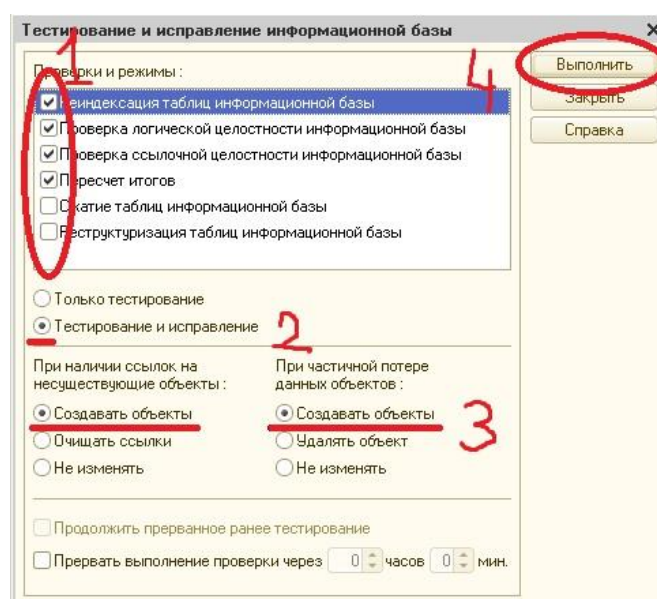 Тестирование и исправление информационной базы
1
Проверки и режимы :
4
Выполнить
Реиндексация таблиц информационной базы
Закрыть
Проверка логической целостности информационной базы
Справка
Проверка ссылочной целостности информационной базы
Пересчет итогов
Сжатие таблиц информационной базы
Реструктуризация таблиц информационной базы
Только тестирование
Тестирование и исправление
2
При наличии ссылок на несуществующие объекты :
При частичной потере данных объектов :
Создавать объекты
Создавать объекты
3
Очищать ссылки
Удалять объект
Не изменять
Не изменять
Продолжить прерванное ранее тестирование
Прервать выполнение проверки через 0 часов 0 мин.